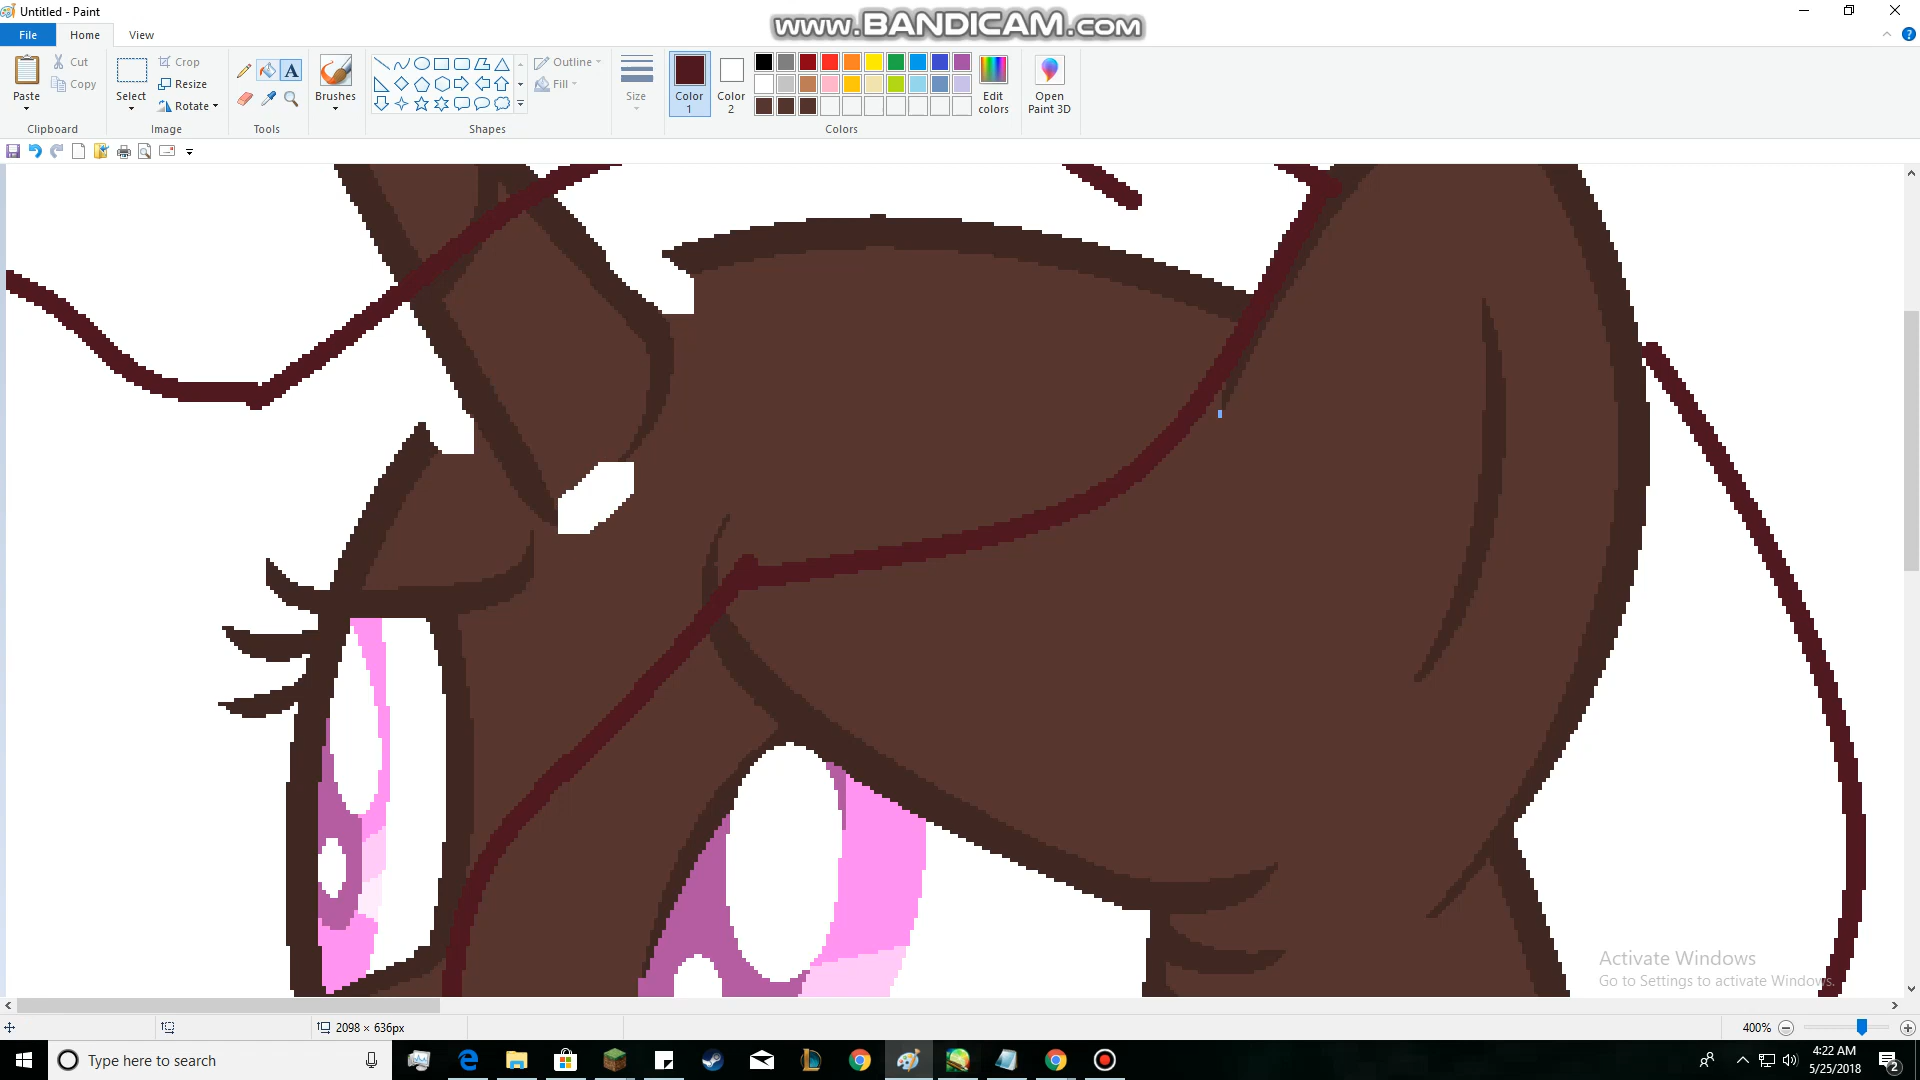 Untitled - Paint
www.BANDICAM.com
File
Home
View
Paste
Cut
Copy
Clipboard
Select
Crop
Resize
Rotate
Image
A
Tools
Brushes
Shapes
Outline
Fill
Size
Color 1
Color 2
Colors
Edit colors
Open Paint 3D
Activate Windows
Go to Settings to activate Windows.
2098 × 636px
400%
Type here to search
4:22 AM
5/25/2018
2